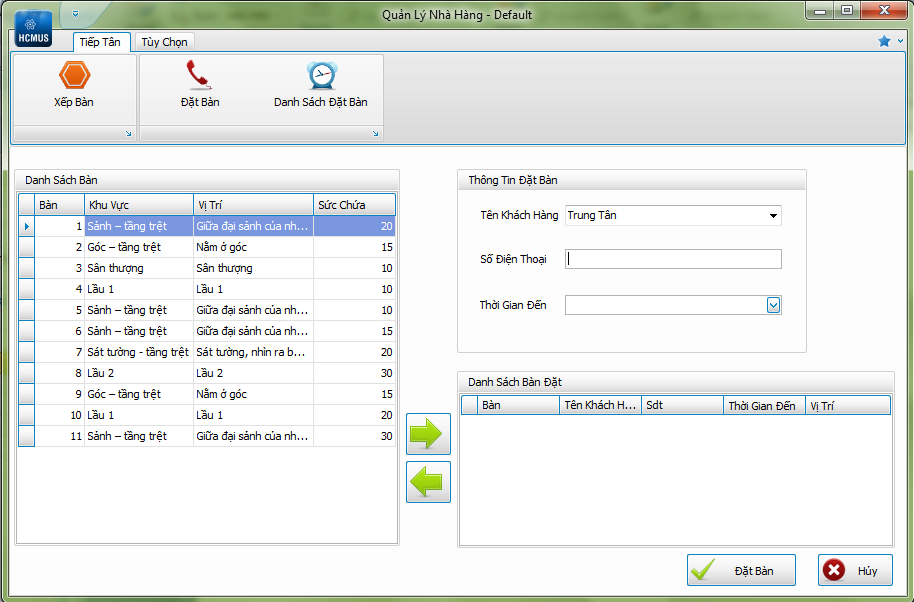 Quản Lý Nhà Hàng - Default
HCMUS
Tiếp Tân Tùy Chọn
Xếp Bàn Đặt Bàn Danh Sách Đặt Bàn
Danh Sách Bàn
Bàn Khu Vực Vị Trí Sức Chứa
1 Sảnh – tầng trệt Giữa đại sảnh của nh... 20
2 Góc – tầng trệt Nằm ở góc 15
3 Sân thượng Sân thượng 10
4 Lầu 1 Lầu 1 10
5 Sảnh – tầng trệt Giữa đại sảnh của nh... 10
6 Sảnh – tầng trệt Giữa đại sảnh của nh... 15
7 Sát tường - tầng trệt Sát tường, nhìn ra b... 20
8 Lầu 2 Lầu 2 30
9 Góc – tầng trệt Nằm ở góc 15
10 Lầu 1 Lầu 1 20
11 Sảnh – tầng trệt Giữa đại sảnh của nh... 30
Thông Tin Đặt Bàn
Tên Khách Hàng Trung Tân
Số Điện Thoại
Thời Gian Đến
Danh Sách Bàn Đặt
Bàn Tên Khách H... Sdt Thời Gian Đến Vị Trí
Đặt Bàn Hủy